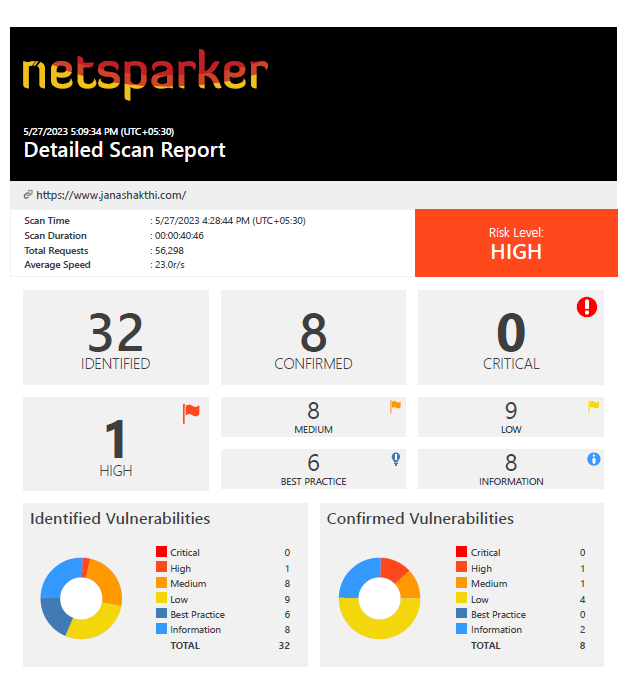 netsparker
5/27/2023 5:09:34 PM (UTC+05:30)
Detailed Scan Report
https://www.janashakthi.com/
Scan Time : 5/27/2023 4:28:44 PM (UTC+05:30)
Scan Duration : 00:00:40:46
Total Requests : 56,298
Average Speed : 23.0r/s
Risk Level:
HIGH
32
IDENTIFIED
8
CONFIRMED
0
CRITICAL
1
HIGH
8
MEDIUM
9
LOW
6
BEST PRACTICE
8
INFORMATION
Identified Vulnerabilities
Critical 0
High 1
Medium 8
Low 9
Best Practice 6
Information 8
TOTAL 32
Confirmed Vulnerabilities
Critical 0
High 1
Medium 1
Low 4
Best Practice 0
Information 2
TOTAL 8